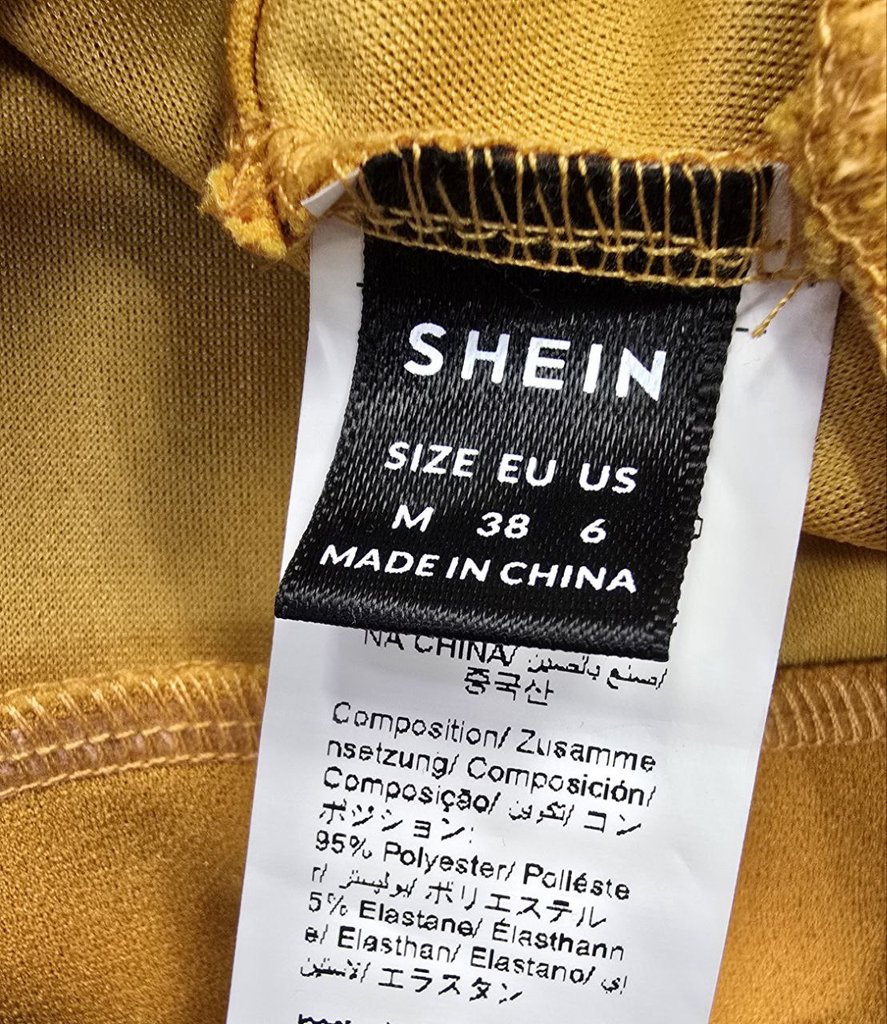 SHEIN
SIZE EU US
M 38 6
MADE IN CHINA
NA CHINA/ صنع بالصين/
중국산
Composition/ Zusamme
nsetzung/ Composición/
Composição/ تكوين/ コン
ポジション:
95% Polyester/ Poliéste
r/ بوليستر/ ポリエステル
5% Elastane/ Élasthann
e/ Elasthan/ Elastano/ إي
لاستين/ エラスタン